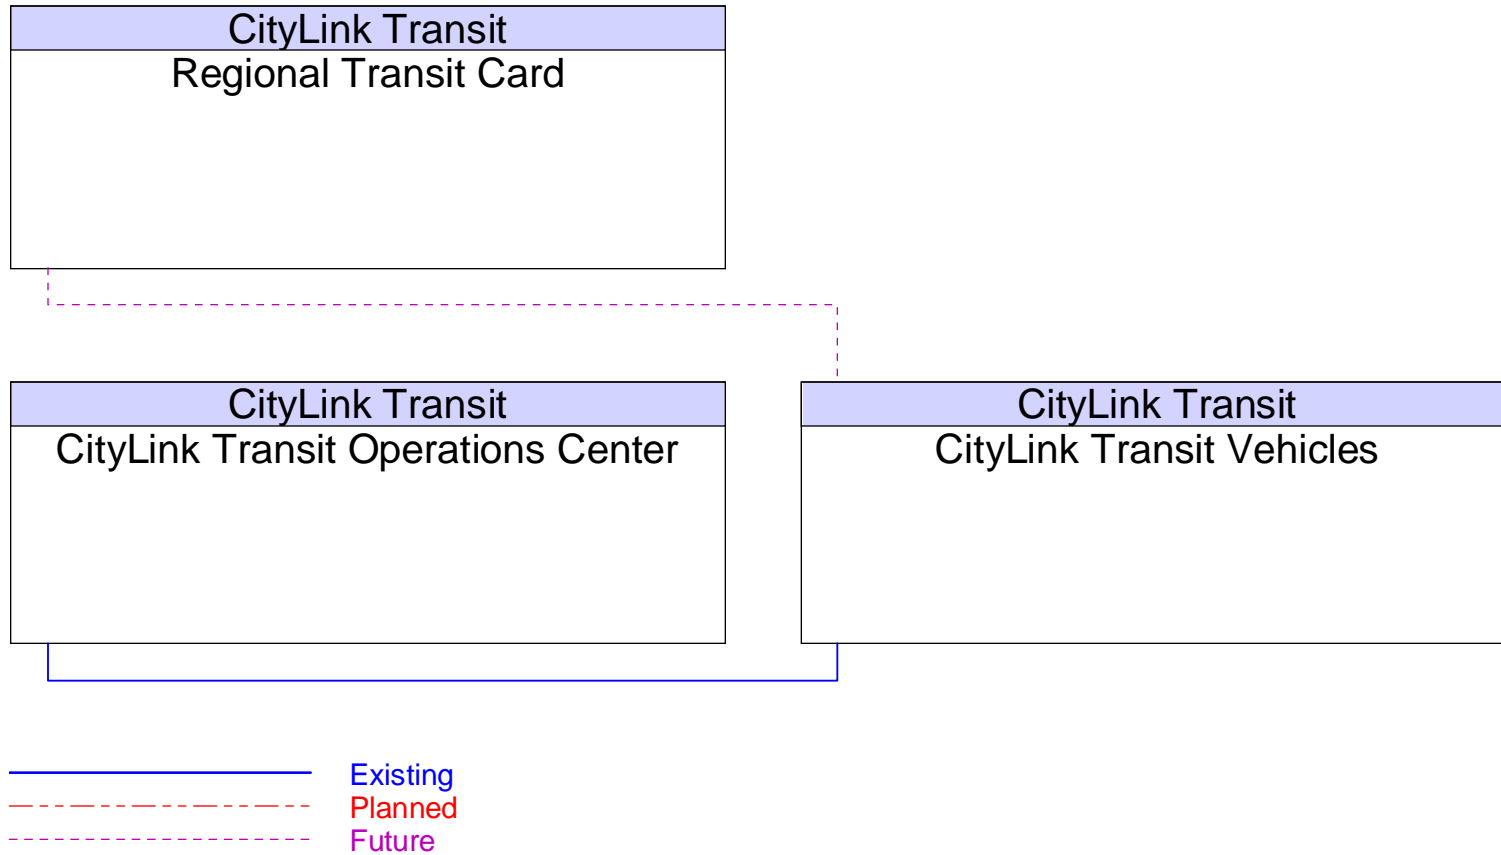 CityLink Transit
Regional Transit Card
CityLink Transit
CityLink Transit Operations Center
CityLink Transit
CityLink Transit Vehicles
Existing
Planned
Future